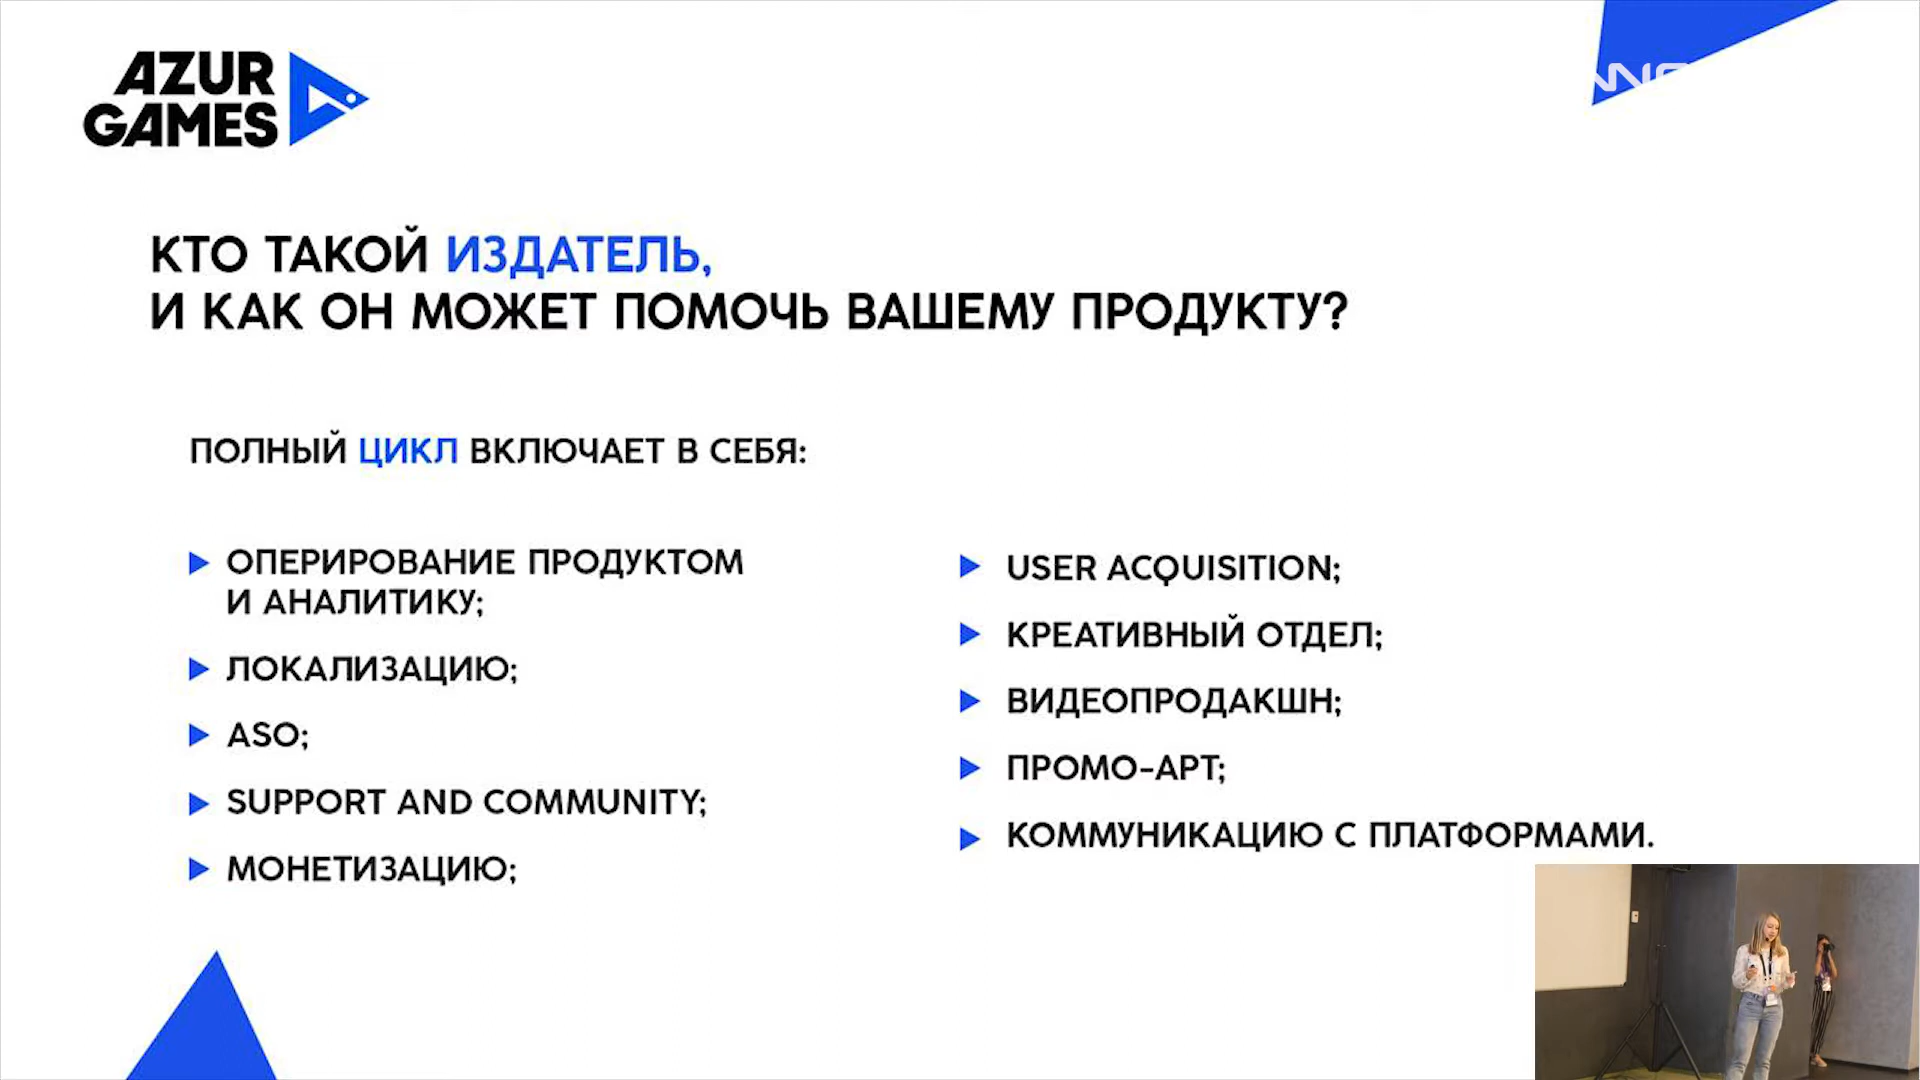 AZUR
GAMES
КТО ТАКОЙ ИЗДАТЕЛЬ,
И КАК ОН МОЖЕТ ПОМОЧЬ ВАШЕМУ ПРОДУКТУ?
ПОЛНЫЙ ЦИКЛ ВКЛЮЧАЕТ В СЕБЯ:
ОПЕРИРОВАНИЕ ПРОДУКТОМ
И АНАЛИТИКУ;
ЛОКАЛИЗАЦИЮ;
ASO;
SUPPORT AND COMMUNITY;
МОНЕТИЗАЦИЮ;
USER ACQUISITION;
КРЕАТИВНЫЙ ОТДЕЛ;
ВИДЕОПРОДАКШН;
ПРОМО-АРТ;
КОММУНИКАЦИЮ С ПЛАТФОРМАМИ.